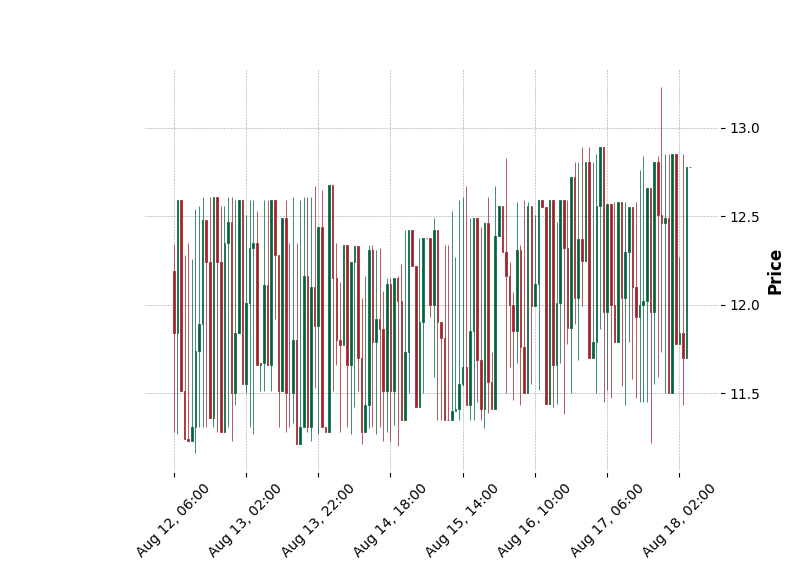 13.0
12.5
12.0
11.5
Price
Aug 12, 06:00
Aug 13, 02:00
Aug 13, 22:00
Aug 14, 18:00
Aug 15, 14:00
Aug 16, 10:00
Aug 17, 06:00
Aug 18, 02:00